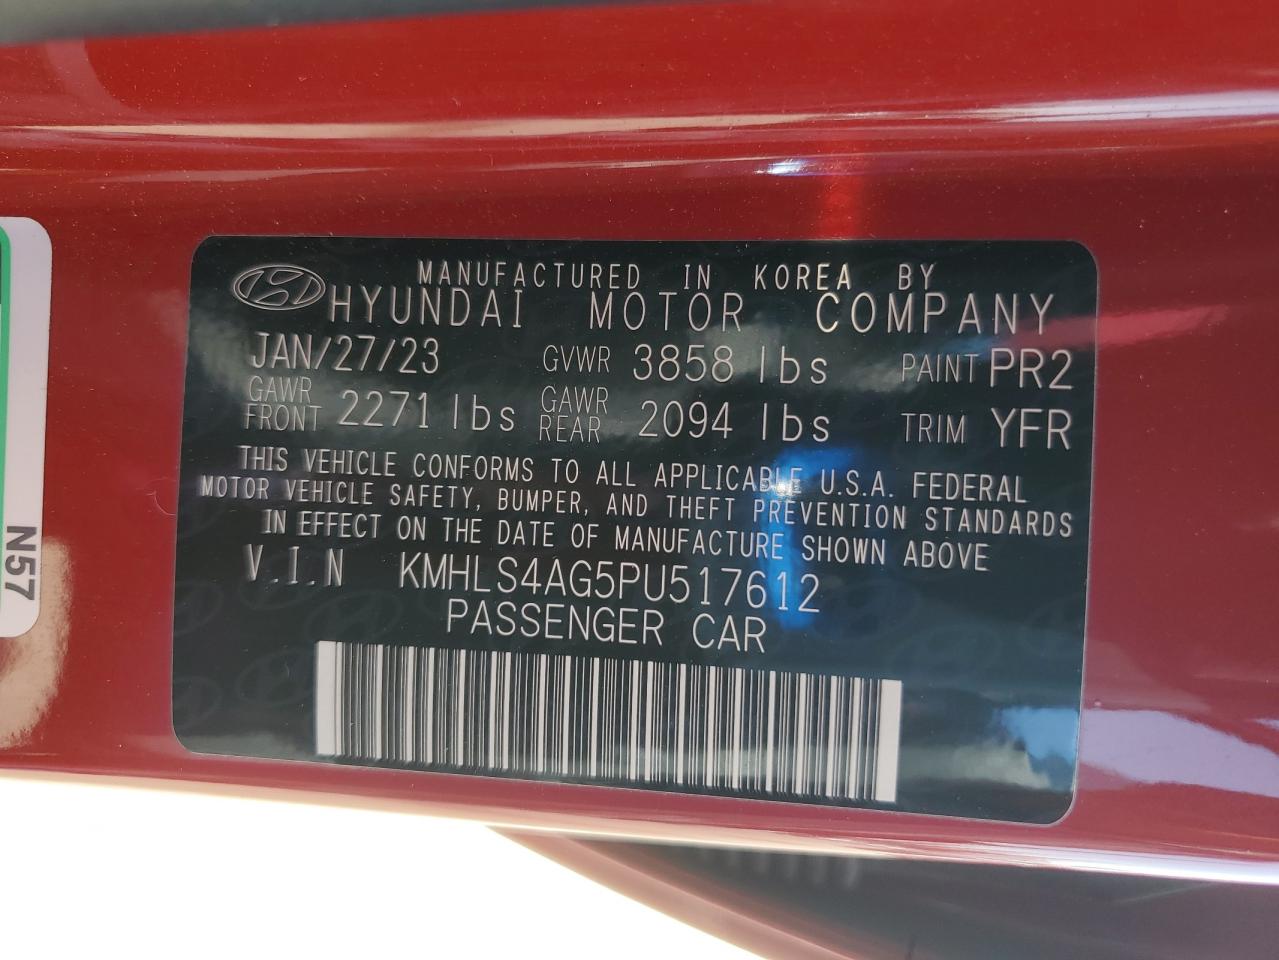 MANUFACTURED IN KOREA BY
HYUNDAI MOTOR COMPANY
JAN/27/23 GVWR 3858 lbs PAINT PR2
GAWR FRONT 2271 lbs GAWR REAR 2094 lbs TRIM YFR
THIS VEHICLE CONFORMS TO ALL APPLICABLE U.S.A. FEDERAL
MOTOR VEHICLE SAFETY, BUMPER, AND THEFT PREVENTION STANDARDS
IN EFFECT ON THE DATE OF MANUFACTURE SHOWN ABOVE
V.I.N KMHLS4AG5PU517612
PASSENGER CAR
N57